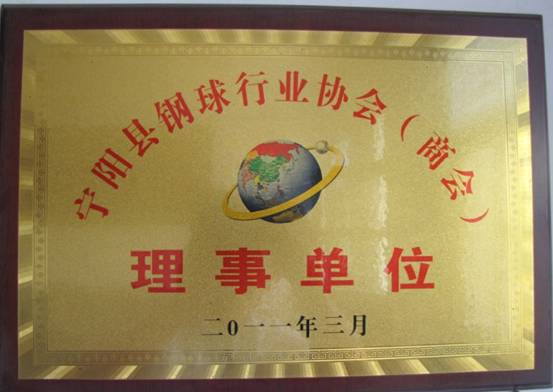 宁阳县钢球行业协会（商会）
理事单位
二0一一年三月